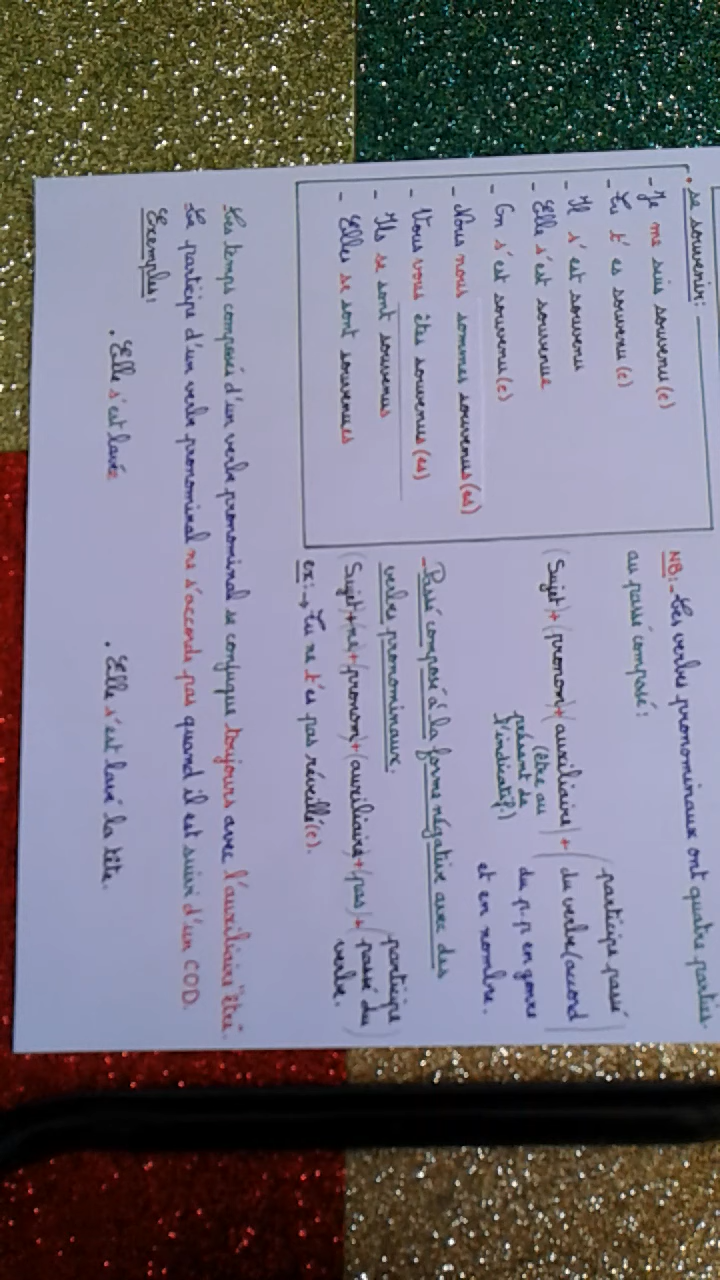 . se souvenir:
- Je me suis souvenu(e)
- Tu t'es souvenu(e)
- Il s'est souvenu
- Elle s'est souvenue
- On s'est souvenu(e)
- Nous nous sommes souvenus(es)
- Vous vous êtes souvenus(es)
- Ils se sont souvenus
- Elles se sont souvenues
NB:- Les verbes pronominaux ont quatre parties
au passé composé:
(Sujet)+(pronom)+(auxiliaire)+(participe passé
du verbe(accord
(être au
présent de
l'indicatif.)
du p.p en genre
et en nombre.
- Passé composé à la forme négative avec des
verbes pronominaux.
(Sujet+ne+(pronom)+(auxiliaire)+(pas)+(participe
passé du
verbe.
ex:→ Tu ne t'es pas réveillé(e).
Les temps composé d'un verbe pronominal se conjugue toujours avec l'auxiliaire "être.
Le participe d'un verbe pronominal ne s'accorde pas quand il est suivi d'un COD.
Exemples:
. Elle s'est lavée
. Elle s'est lavé la tête.